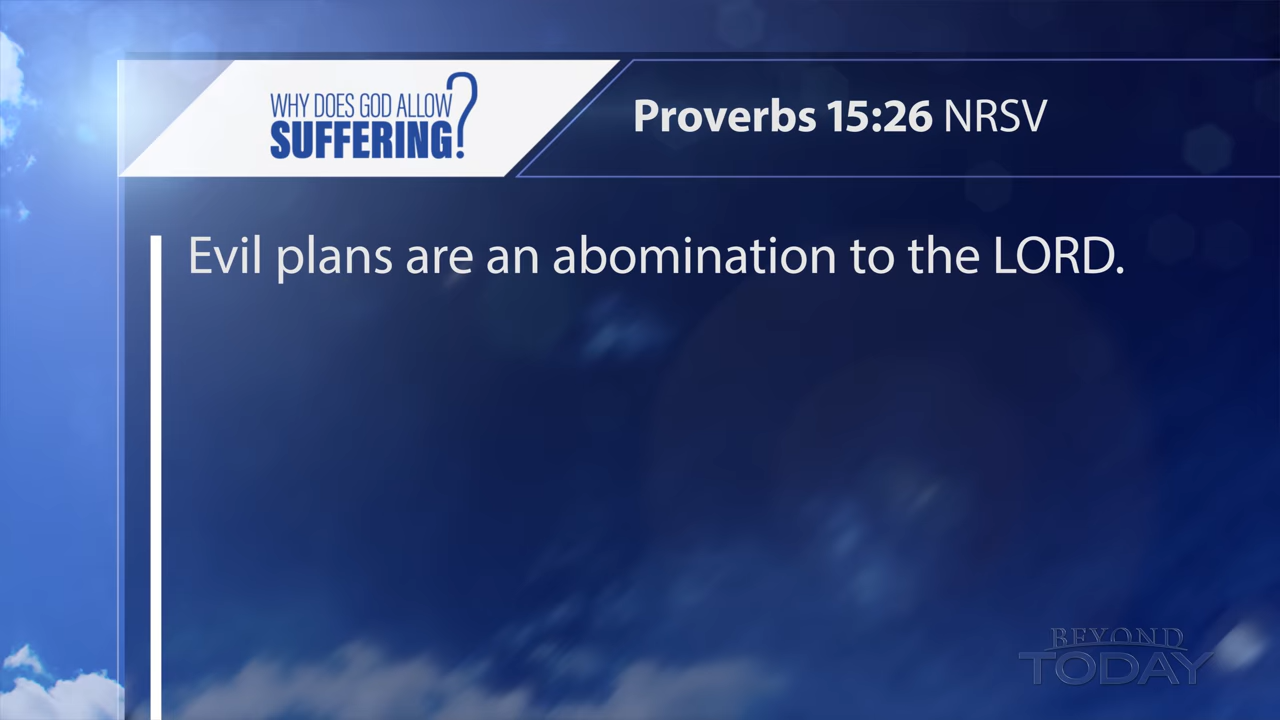 WHY DOES GOD ALLOW
SUFFERING?
Proverbs 15:26 NRSV
Evil plans are an abomination to the LORD.
BEYOND
TODAY